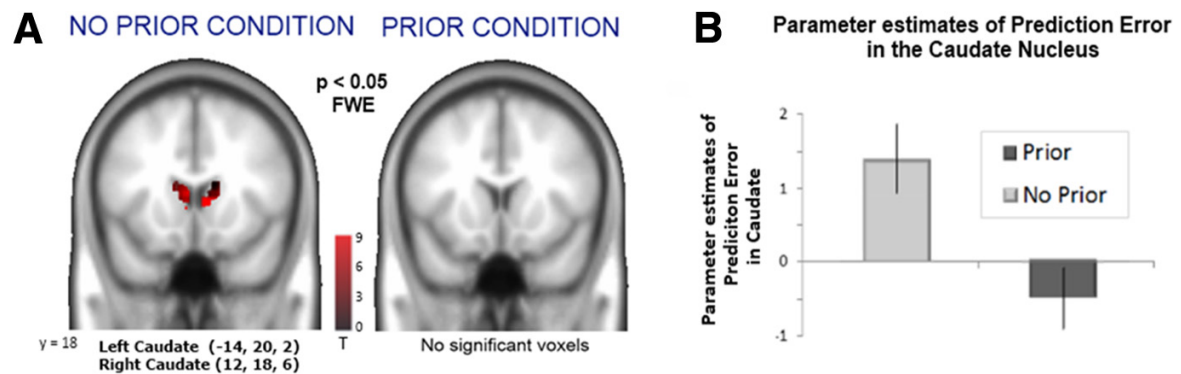 A
NO PRIOR CONDITION
PRIOR CONDITION
p < 0.05
FWE
9
6
3
0
T
y = 18
Left Caudate (-14, 20, 2)
Right Caudate (12, 18, 6)
No significant voxels
B
Parameter estimates of Prediction Error
in the Caudate Nucleus
Parameter estimates of
Prediciton Error
in Caudate
2
1
0
-1
Prior
No Prior